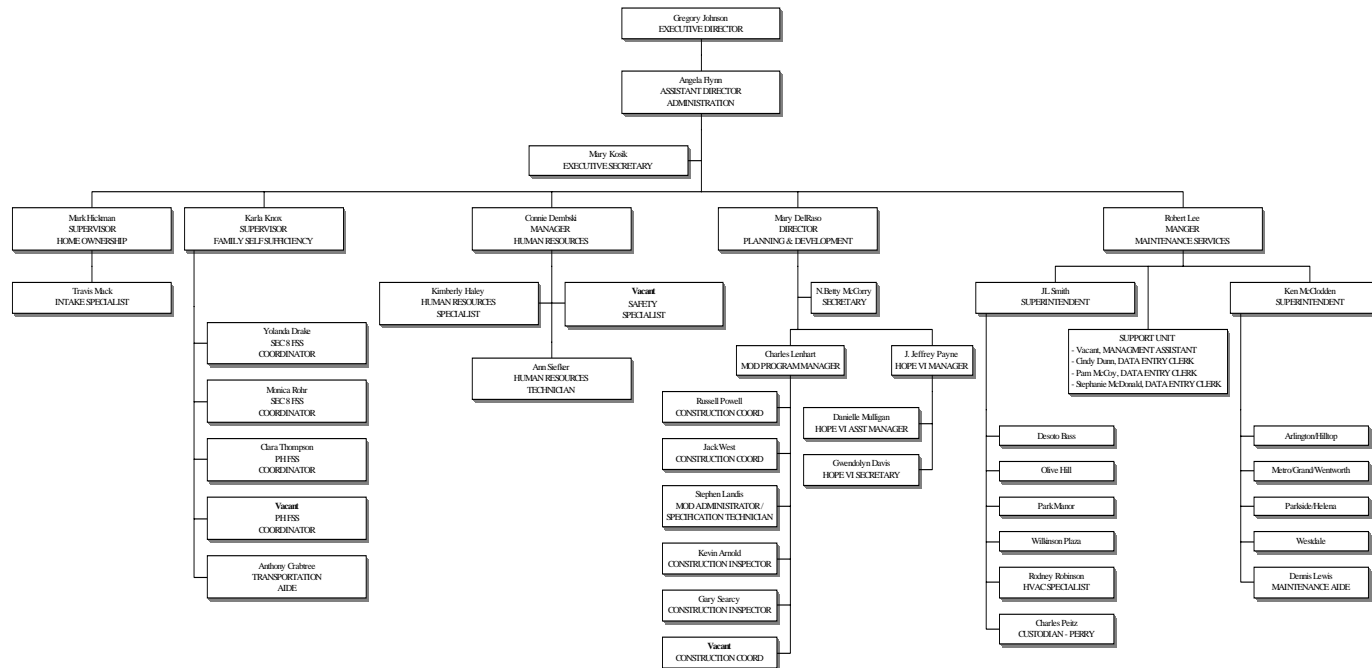 Gregory Johnson
EXECUTIVE DIRECTOR
Angela Flynn
ASSISTANT DIRECTOR
ADMINISTRATION
Mary Kosik
EXECUTIVE SECRETARY
Mark Hickman
SUPERVISOR
HOME OWNERSHIP
Karla Knox
SUPERVISOR
FAMILY SELF SUFFICIENCY
Connie Dembski
MANAGER
HUMAN RESOURCES
Mary DelRaso
DIRECTOR
PLANNING & DEVELOPMENT
Robert Lee
MANGER
MAINTENANCE SERVICES
Travis Mack
INTAKE SPECIALIST
Yolanda Drake
SEC 8 FSS
COORDINATOR
Monica Rohr
SEC 8 FSS
COORDINATOR
Clara Thompson
PH FSS
COORDINATOR
Vacant
PH FSS
COORDINATOR
Anthony Crabtree
TRANSPORTATION
AIDE
Kimberly Haley
HUMAN RESOURCES
SPECIALIST
Vacant
SAFETY
SPECIALIST
Ann Siefker
HUMAN RESOURCES
TECHNICIAN
N.Betty McCorry
SECRETARY
Charles Lenhart
MOD PROGRAM MANAGER
J. Jeffrey Payne
HOPE VI MANAGER
Russell Powell
CONSTRUCTION COORD
Jack West
CONSTRUCTION COORD
Stephen Landis
MOD ADMINISTRATOR /
SPECIFICATION TECHNICIAN
Kevin Arnold
CONSTRUCTION INSPECTOR
Gary Searcy
CONSTRUCTION INSPECTOR
Vacant
CONSTRUCTION COORD
Danielle Mulligan
HOPE VI ASST MANAGER
Gwendolyn Davis
HOPE VI SECRETARY
JL Smith
SUPERINTENDENT
SUPPORT UNIT
- Vacant, MANAGMENT ASSISTANT
- Cindy Dunn, DATA ENTRY CLERK
- Pam McCoy, DATA ENTRY CLERK
- Stephanie McDonald, DATA ENTRY CLERK
Ken McClodden
SUPERINTENDENT
Desoto Bass
Olive Hill
Park Manor
Wilkinson Plaza
Rodney Robinson
HVAC SPECIALIST
Charles Peitz
CUSTODIAN - PERRY
Arlington/Hilltop
Metro/Grand/Wentworth
Parkside/Helena
Westdale
Dennis Lewis
MAINTENANCE AIDE